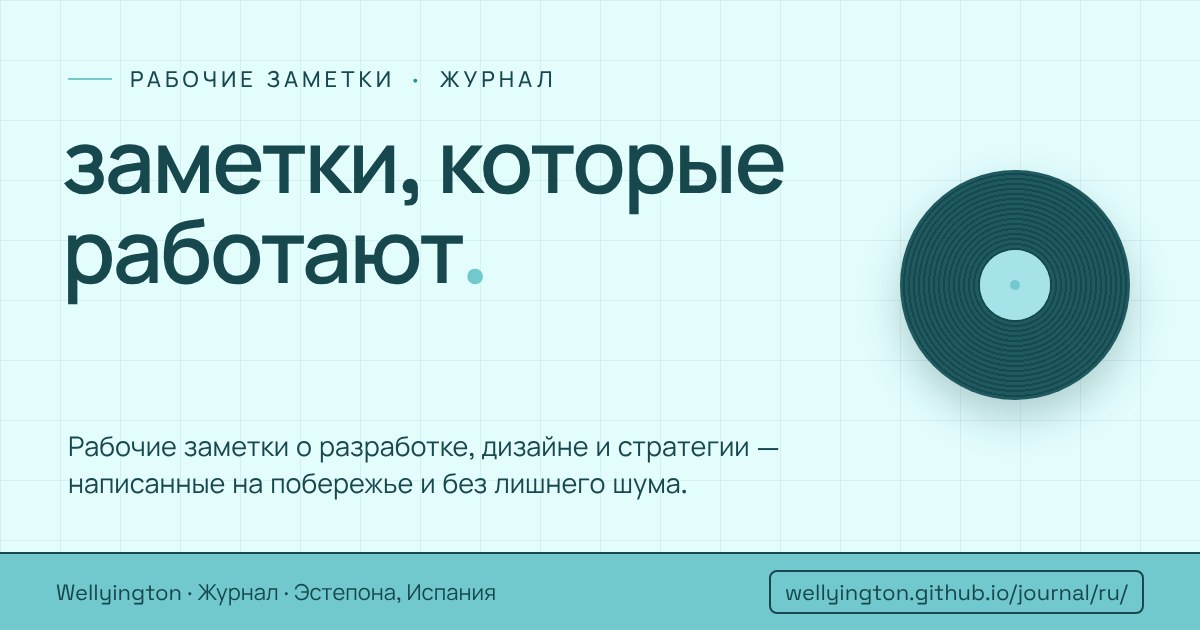 РАБОЧИЕ ЗАМЕТКИ · ЖУРНАЛ
заметки, которые
работают.
Рабочие заметки о разработке, дизайне и стратегии —
написанные на побережье и без лишнего шума.
Wellyington · Журнал · Эстепона, Испания
wellyington.github.io/journal/ru/